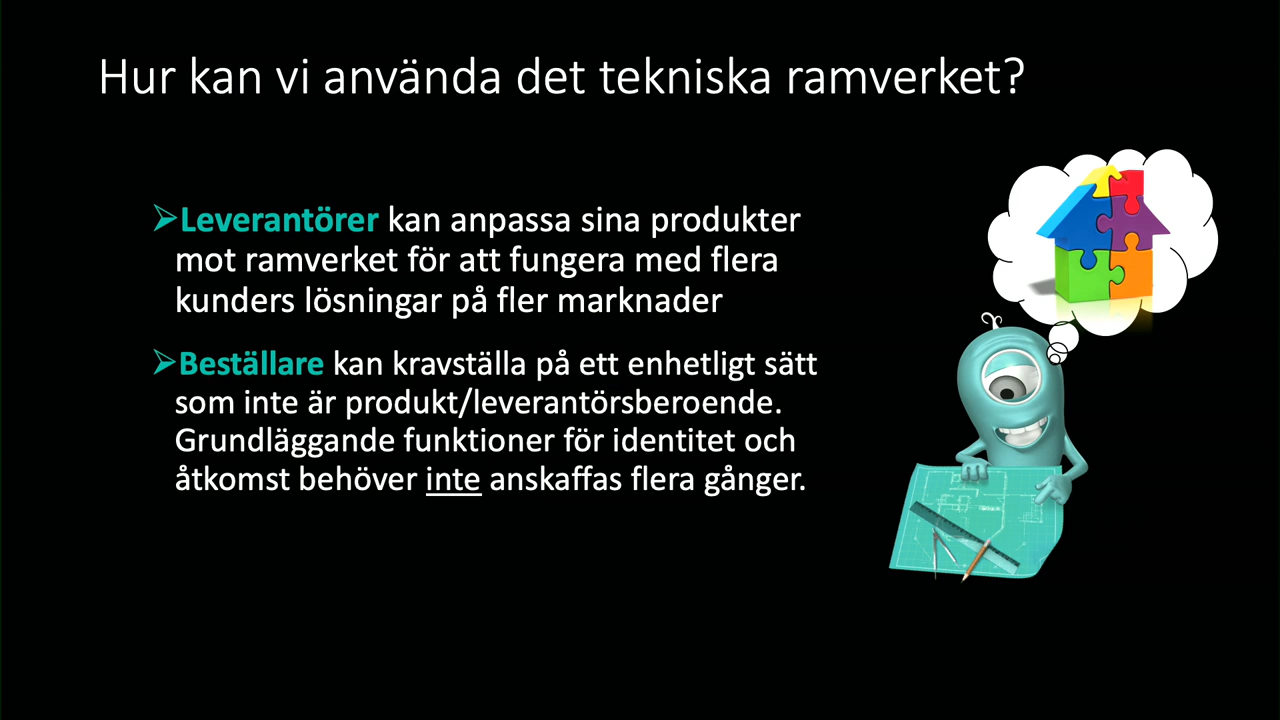 Hur kan vi använda det tekniska ramverket?
➢Leverantörer kan anpassa sina produkter
mot ramverket för att fungera med flera
kunders lösningar på fler marknader
➢Beställare kan kravställa på ett enhetligt sätt
som inte är produkt/leverantörsberoende.
Grundläggande funktioner för identitet och
åtkomst behöver inte anskaffas flera gånger.